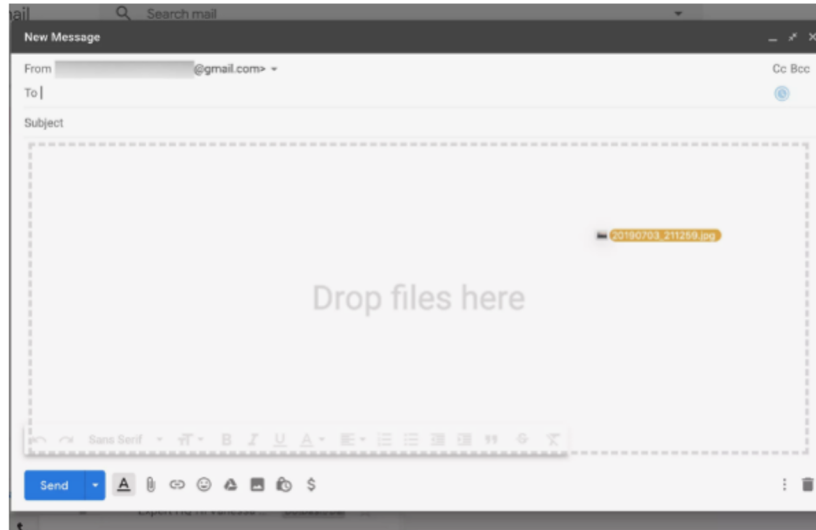 ail Search mail
New Message
From @gmail.com>
Cc Bcc
To
Subject
20190703_211259.jpg
Drop files here
Sans Serif
Send